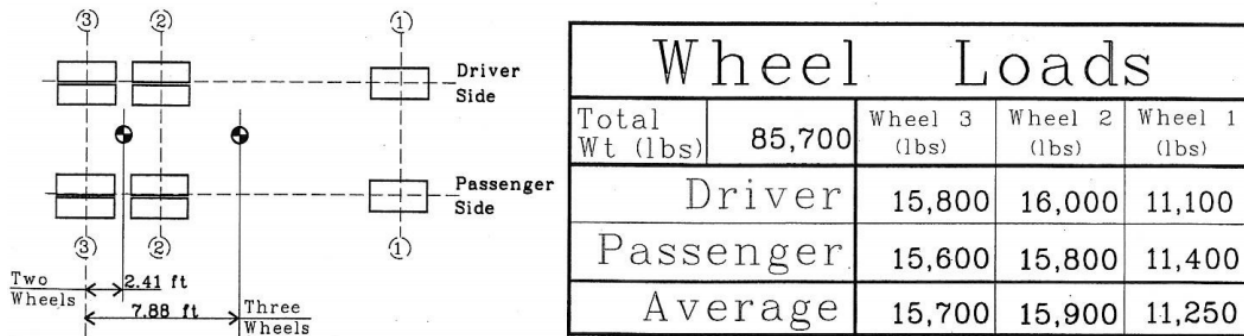 3 2 1
Driver
Side
Passenger
Side
3 2 1
Two
Wheels
2.41 ft
7.88 ft
Three
Wheels
Wheel Loads
Total
Wt (lbs)
85,700
Wheel 3
(lbs)
Wheel 2
(lbs)
Wheel 1
(lbs)
Driver 15,800 16,000 11,100
Passenger 15,600 15,800 11,400
Average 15,700 15,900 11,250